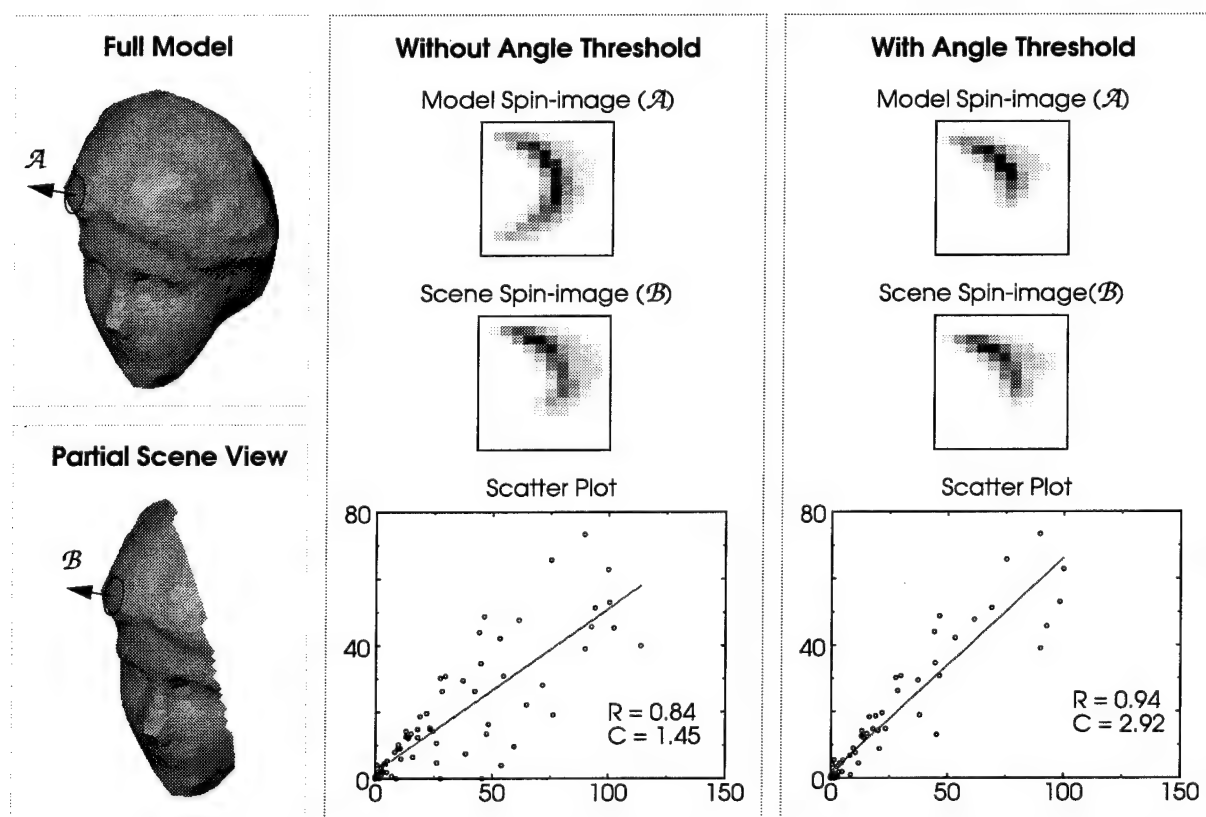 Full Model
𝒜
Partial Scene View
ℬ
Without Angle Threshold
Model Spin-image (𝒜)
Scene Spin-image (ℬ)
Scatter Plot
80
40
0
0
50
100
150
R = 0.84
C = 1.45
With Angle Threshold
Model Spin-image (𝒜)
Scene Spin-image(ℬ)
Scatter Plot
80
40
0
0
50
100
150
R = 0.94
C = 2.92